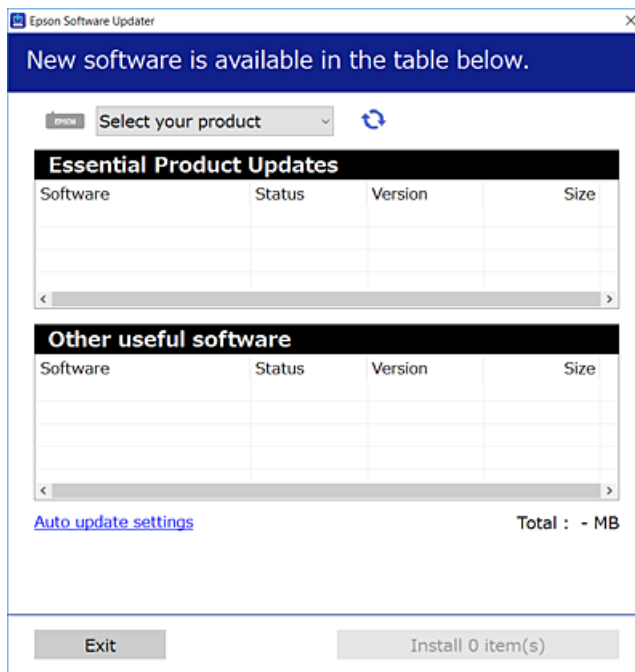 Epson Software Updater
New software is available in the table below.
EPSON Select your product
Essential Product Updates
Software Status Version Size
Other useful software
Software Status Version Size
Auto update settings Total : - MB
Exit Install 0 item(s)